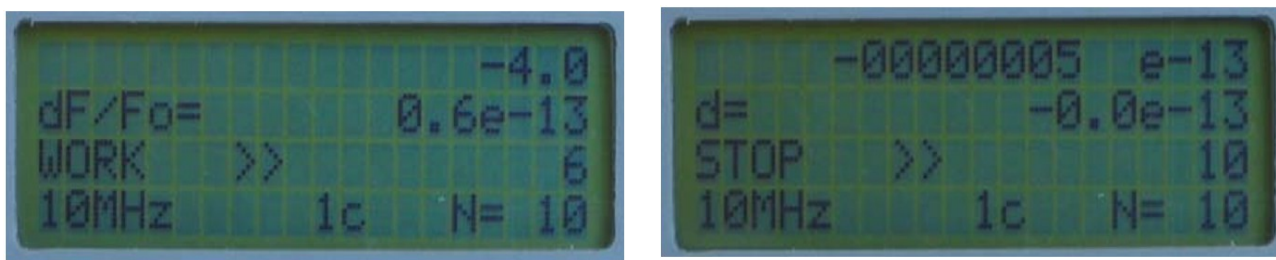 -4.0
dF/Fo= 0.6e-13
WORK >> 6
10MHz 1c N= 10
-00000005 e-13
d= -0.0e-13
STOP >> 10
10MHz 1c N= 10